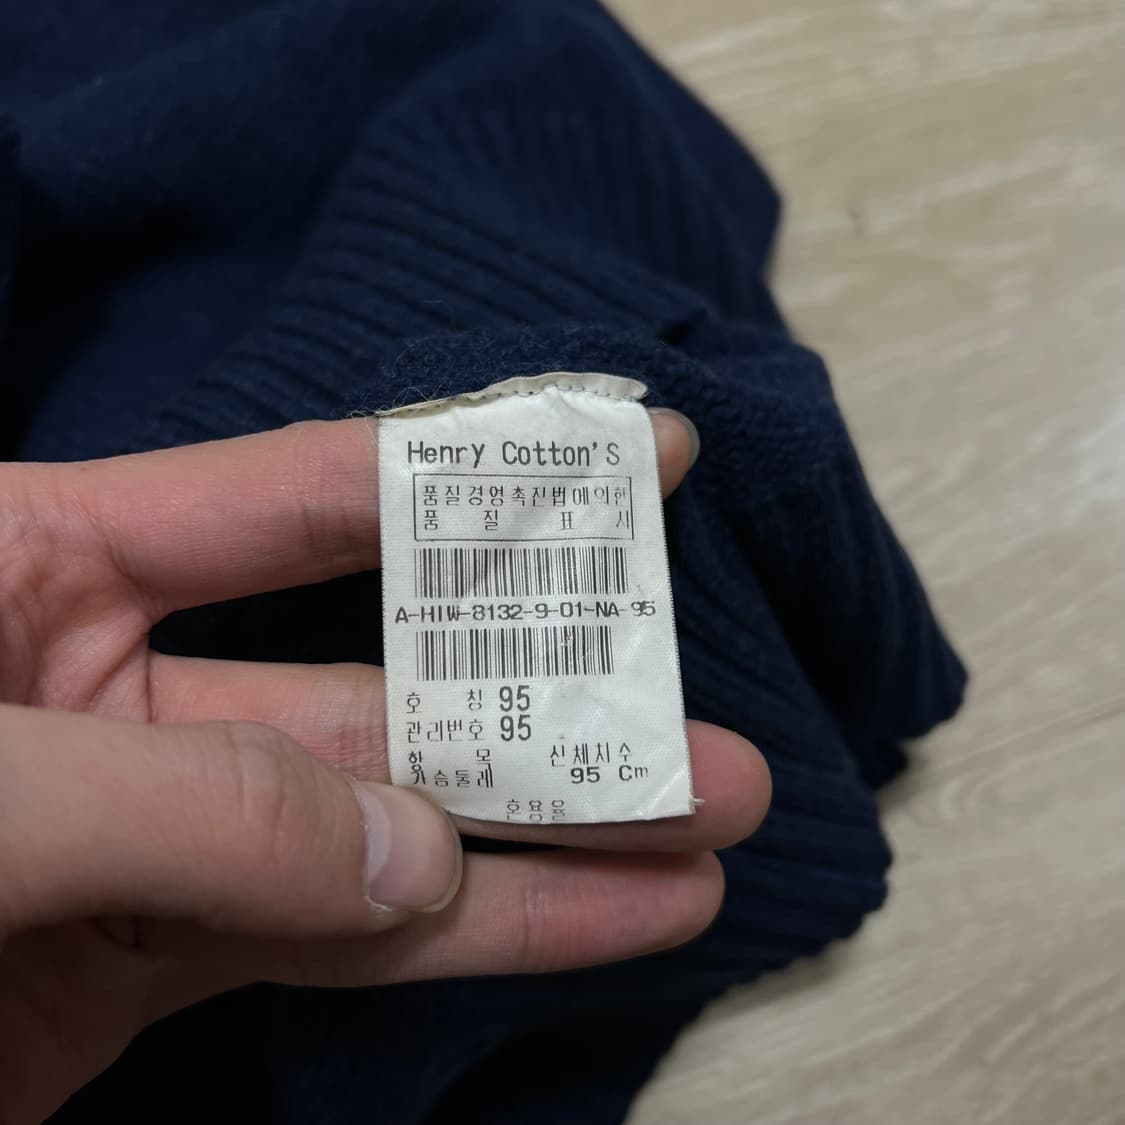 Henry Cotton'S
품질경영촉진법에의한
품 질 표 시
A-HIW-8132-9-01-NA-95
호 칭 95
관리번호 95
항 목 신체치수
가슴둘레 95 Cm
혼용율